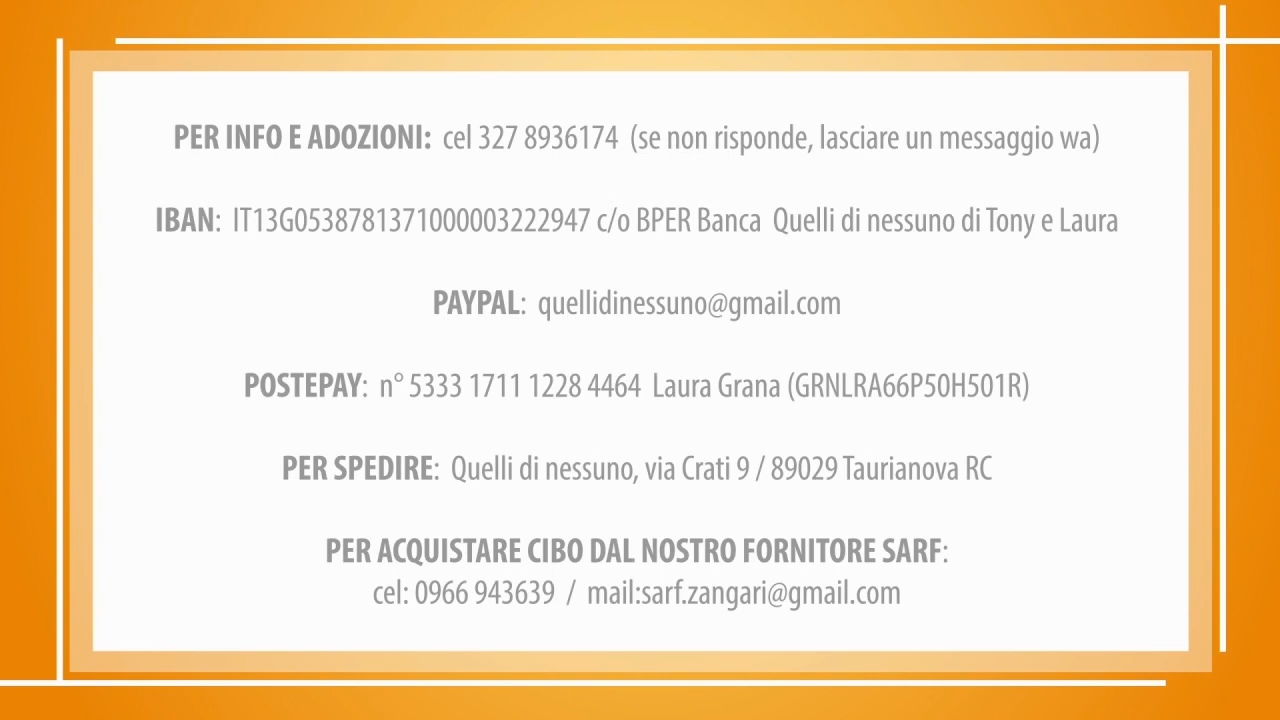 PER INFO E ADOZIONI: cel 327 8936174 (se non risponde, lasciare un messaggio wa)
IBAN: IT13G0538781371000003222947 c/o BPER Banca Quelli di nessuno di Tony e Laura
PAYPAL: quellidinessuno@gmail.com
POSTEPAY: n° 5333 1711 1228 4464 Laura Grana (GRNLRA66P50H501R)
PER SPEDIRE: Quelli di nessuno, via Crati 9 / 89029 Taurianova RC
PER ACQUISTARE CIBO DAL NOSTRO FORNITORE SARF:
cel: 0966 943639 / mail:sarf.zangari@gmail.com